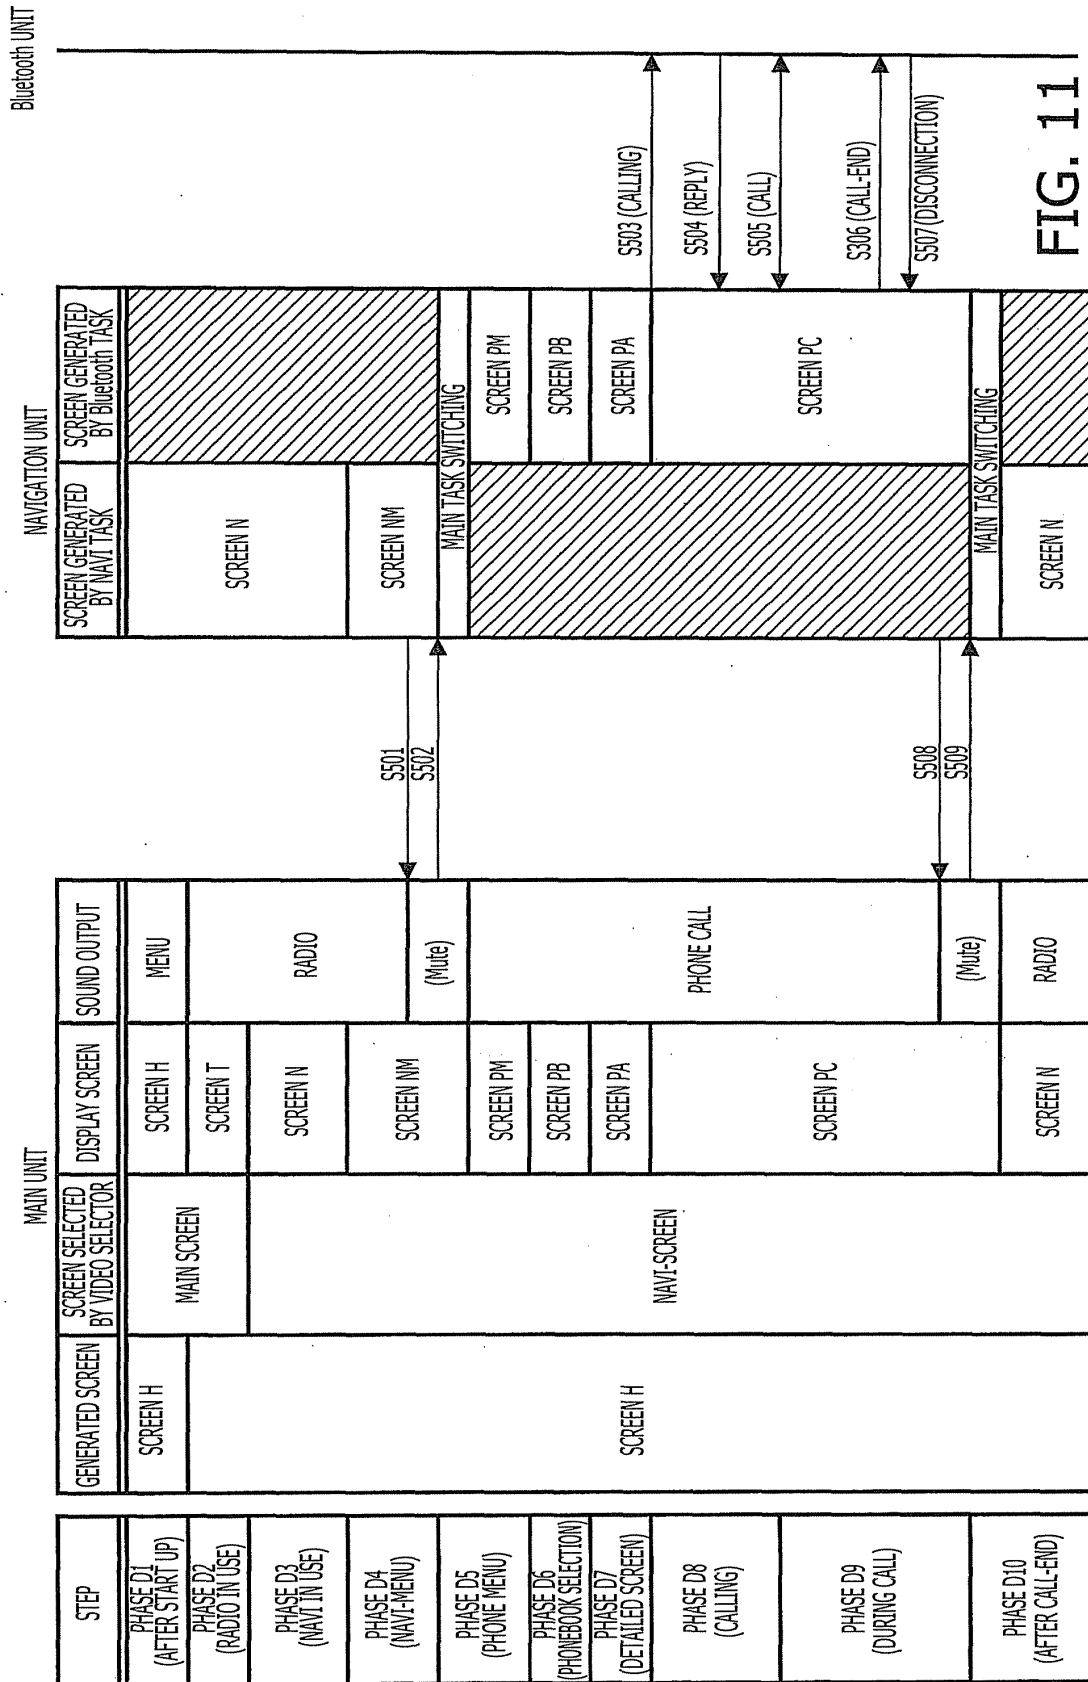 MAIN UNIT
NAVIGATION UNIT
Bluetooth UNIT
STEP
GENERATED SCREEN
SCREEN SELECTED
BY VIDEO SELECTOR
DISPLAY SCREEN
SOUND OUTPUT
SCREEN GENERATED
BY NAVI TASK
SCREEN GENERATED
BY Bluetooth TASK
PHASE D1
(AFTER START UP)
SCREEN H
MAIN SCREEN
SCREEN H
MENU
SCREEN N
PHASE D2
(RADIO IN USE)
SCREEN H
SCREEN T
RADIO
PHASE D3
(NAVI IN USE)
NAVI-SCREEN
SCREEN N
PHASE D4
(NAVI-MENU)
SCREEN NM
SCREEN NM
S501
(Mute)
S502
MAIN TASK SWITCHING
PHASE D5
(PHONE MENU)
SCREEN PM
PHONE CALL
SCREEN PM
PHASE D6
(PHONEBOOK SELECTION)
SCREEN PB
SCREEN PB
PHASE D7
(DETAILED SCREEN)
SCREEN PA
SCREEN PA
S503 (CALLING)
PHASE D8
(CALLING)
SCREEN PC
SCREEN PC
S504 (REPLY)
S505 (CALL)
PHASE D9
(DURING CALL)
S306 (CALL-END)
S507(DISCONNECTION)
S508
(Mute)
S509
MAIN TASK SWITCHING
PHASE D10
(AFTER CALL-END)
SCREEN N
RADIO
SCREEN N
FIG. 11